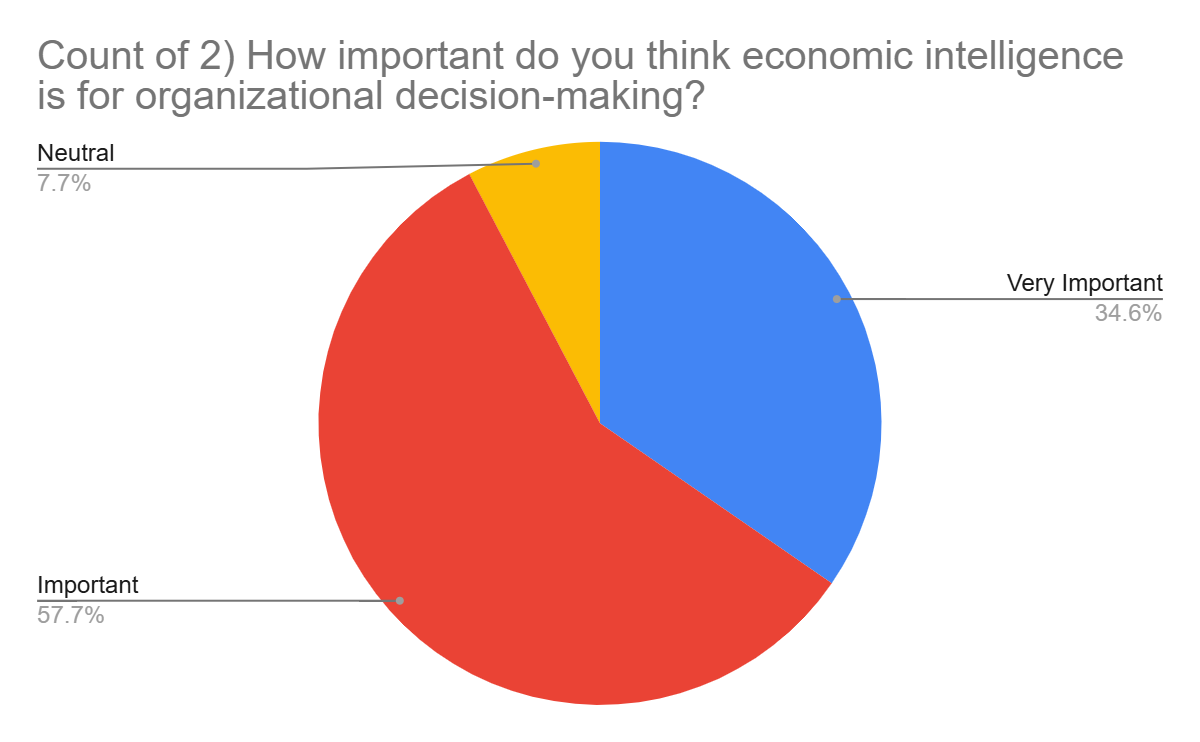 Count of 2) How important do you think economic intelligence
is for organizational decision-making?
Neutral
7.7%
Very Important
34.6%
Important
57.7%